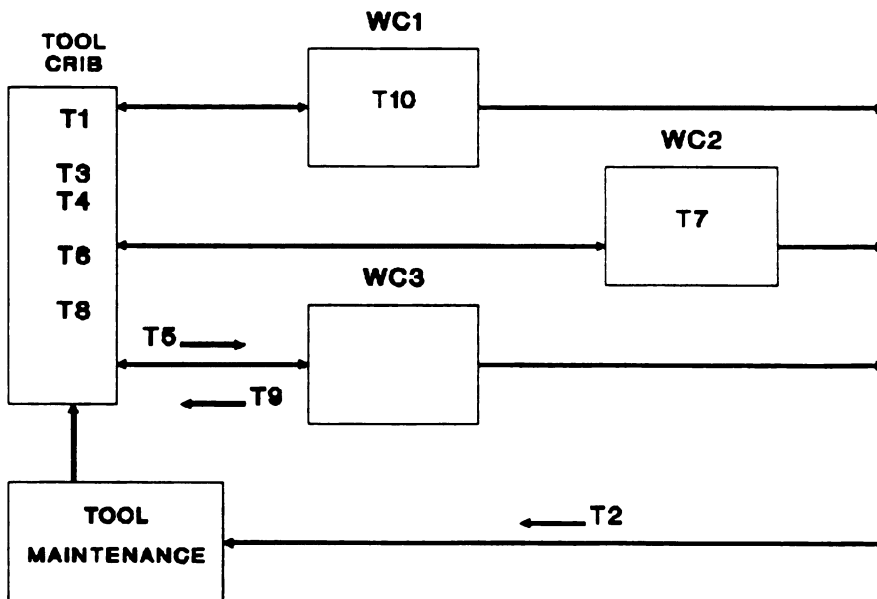 TOOL
CRIB
T1
T3
T4
T6
T8
WC1
T10
WC2
T7
WC3
T5
T9
T2
TOOL
MAINTENANCE